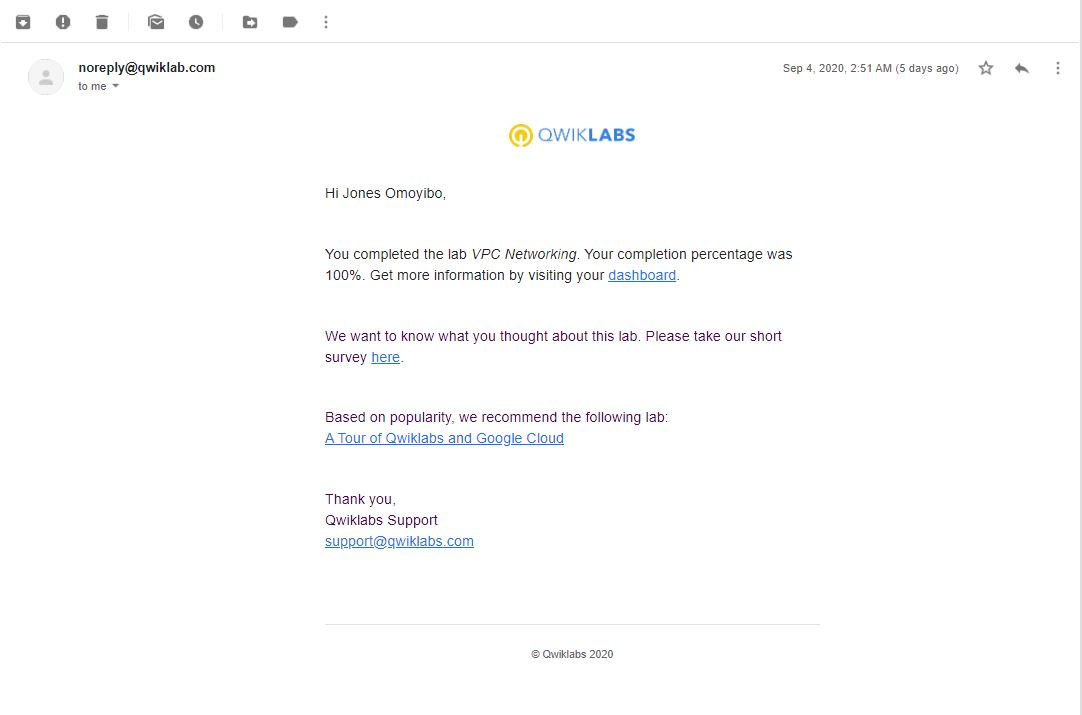 noreply@qwiklab.com
Sep 4, 2020, 2:51 AM (5 days ago)
to me
QWIKLABS
Hi Jones Omoyibo,
You completed the lab VPC Networking. Your completion percentage was
100%. Get more information by visiting your dashboard.
We want to know what you thought about this lab. Please take our short
survey here.
Based on popularity, we recommend the following lab:
A Tour of Qwiklabs and Google Cloud
Thank you,
Qwiklabs Support
support@qwiklabs.com
© Qwiklabs 2020